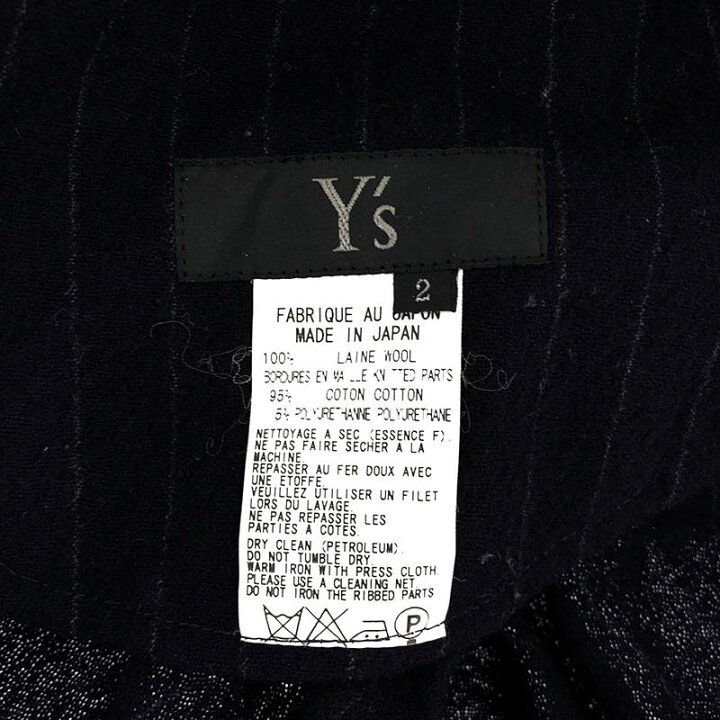 Y's
2
FABRIQUE AU JAPON
MADE IN JAPAN
100% LAINE WOOL
BORDURES EN MAILLE KNITTED PARTS
95% COTON COTTON
5% POLYURETHANNE POLYURETHANE
NETTOYAGE A SEC (ESSENCE F).
NE PAS FAIRE SECHER A LA
MACHINE.
REPASSER AU FER DOUX AVEC
UNE ETOFFE.
VEUILLEZ UTILISER UN FILET
LORS DU LAVAGE.
NE PAS REPASSER LES
PARTIES A COTES.
DRY CLEAN (PETROLEUM).
DO NOT TUMBLE DRY.
WARM IRON WITH PRESS CLOTH.
PLEASE USE A CLEANING NET.
DO NOT IRON THE RIBBED PARTS
P